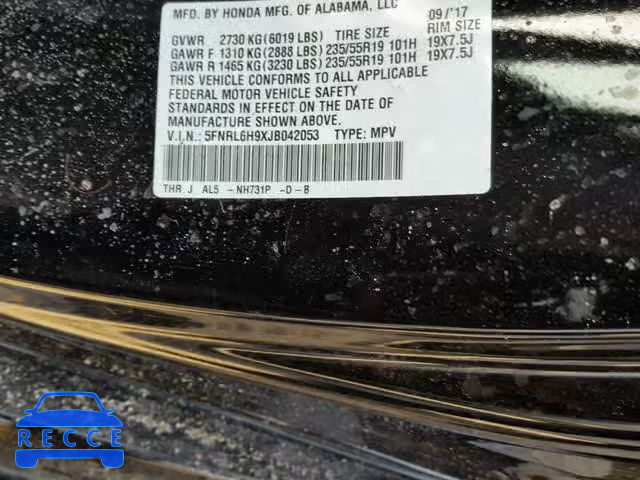 MFD. BY HONDA MFG. OF ALABAMA, LLC 09/'17
GVWR 2730 KG(6019 LBS) TIRE SIZE RIM SIZE
GAWR F 1310 KG(2888 LBS) 235/55R19 101H 19X7.5J
GAWR R 1465 KG(3230 LBS) 235/55R19 101H 19X7.5J
THIS VEHICLE CONFORMS TO ALL APPLICABLE
FEDERAL MOTOR VEHICLE SAFETY
STANDARDS IN EFFECT ON THE DATE OF
MANUFACTURE SHOWN ABOVE.
V.I.N.: 5FNRL6H9XJB042053 TYPE: MPV
THR J AL5 -NH731P -D-B
RECCE